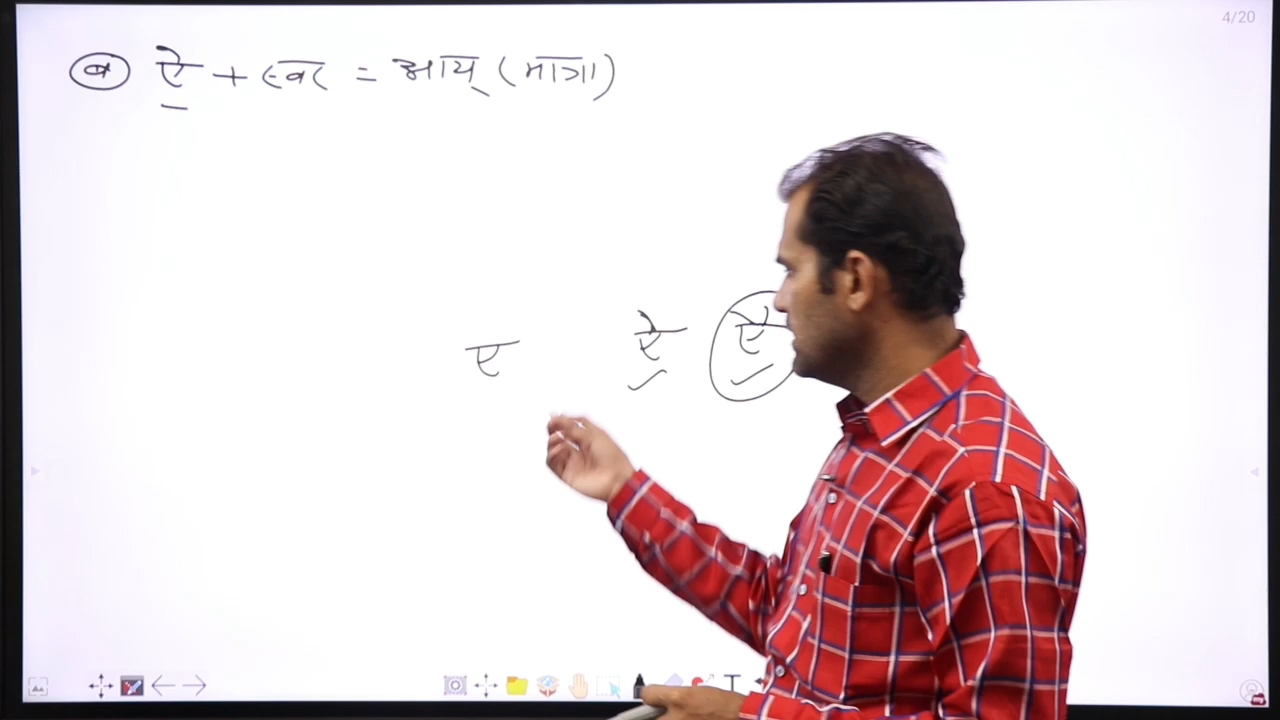 4/20
ब ऐ + स्वर = आय् (मात्रा)
ए ऐ ऐ
T